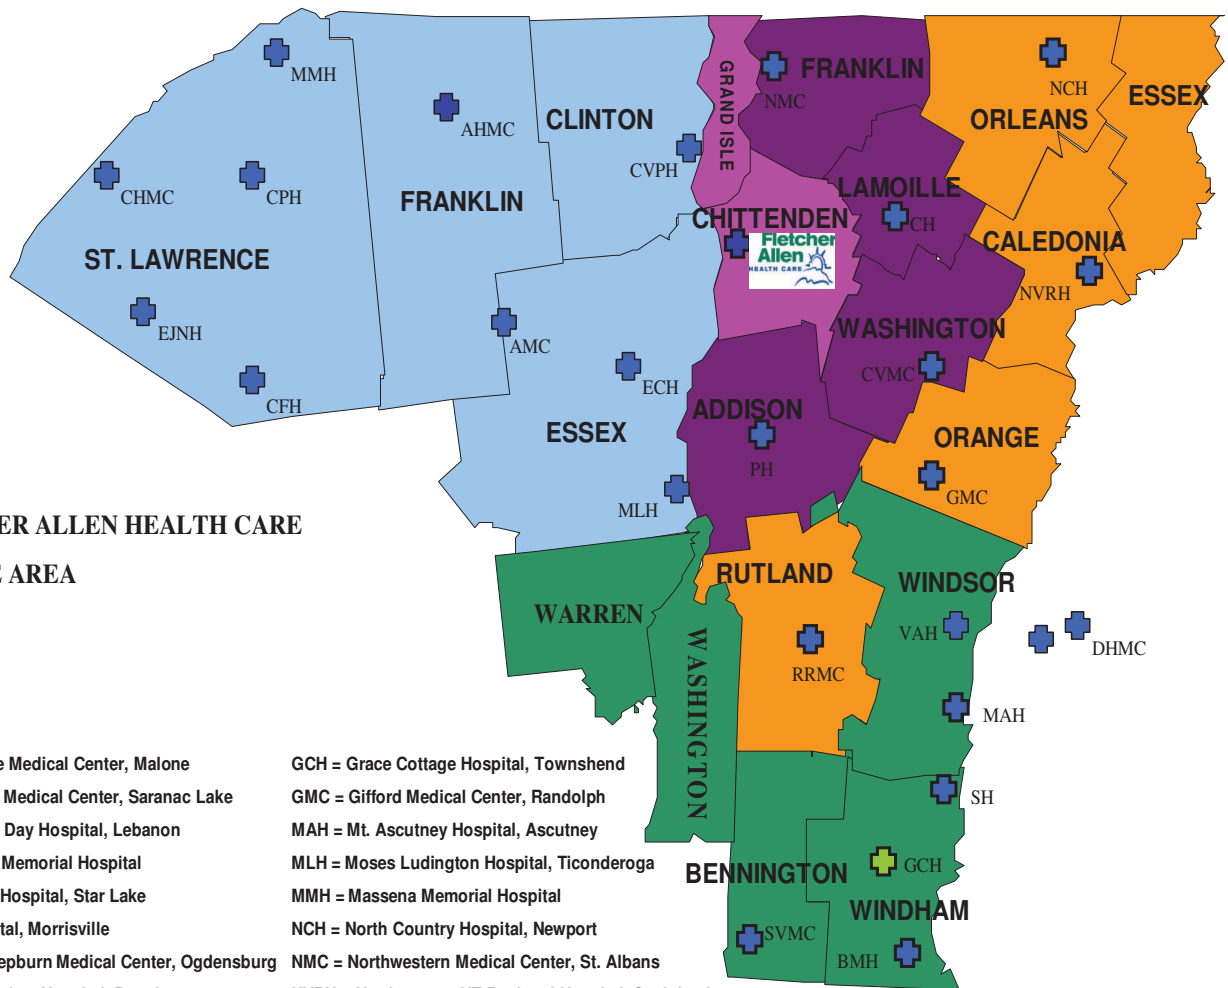 MMH
NCH
FRANKLIN
NMC
GRAND ISLE
ESSEX
AHMC
CLINTON
ORLEANS
CVPH
CHMC
CPH
FRANKLIN
LAMOILLE
CH
CHITTENDEN
Fletcher
Allen
HEALTH CARE
CALEDONIA
ST. LAWRENCE
NVRH
EJNH
AMC
WASHINGTON
CVMC
ECH
CFH
ADDISON
ESSEX
ORANGE
PH
GMC
MLH
ER ALLEN HEALTH CARE
AREA
RUTLAND
WINDSOR
WARREN
VAH
DHMC
WASHINGTON
RRMC
MAH
SH
BENNINGTON
GCH
WINDHAM
SVMC
BMH
Medical Center, Malone
Medical Center, Saranac Lake
Day Hospital, Lebanon
Memorial Hospital
Hospital, Star Lake
tal, Morrisville
epburn Medical Center, Ogdensburg
GCH = Grace Cottage Hospital, Townshend
GMC = Gifford Medical Center, Randolph
MAH = Mt. Ascutney Hospital, Ascutney
MLH = Moses Ludington Hospital, Ticonderoga
MMH = Massena Memorial Hospital
NCH = North Country Hospital, Newport
NMC = Northwestern Medical Center, St. Albans